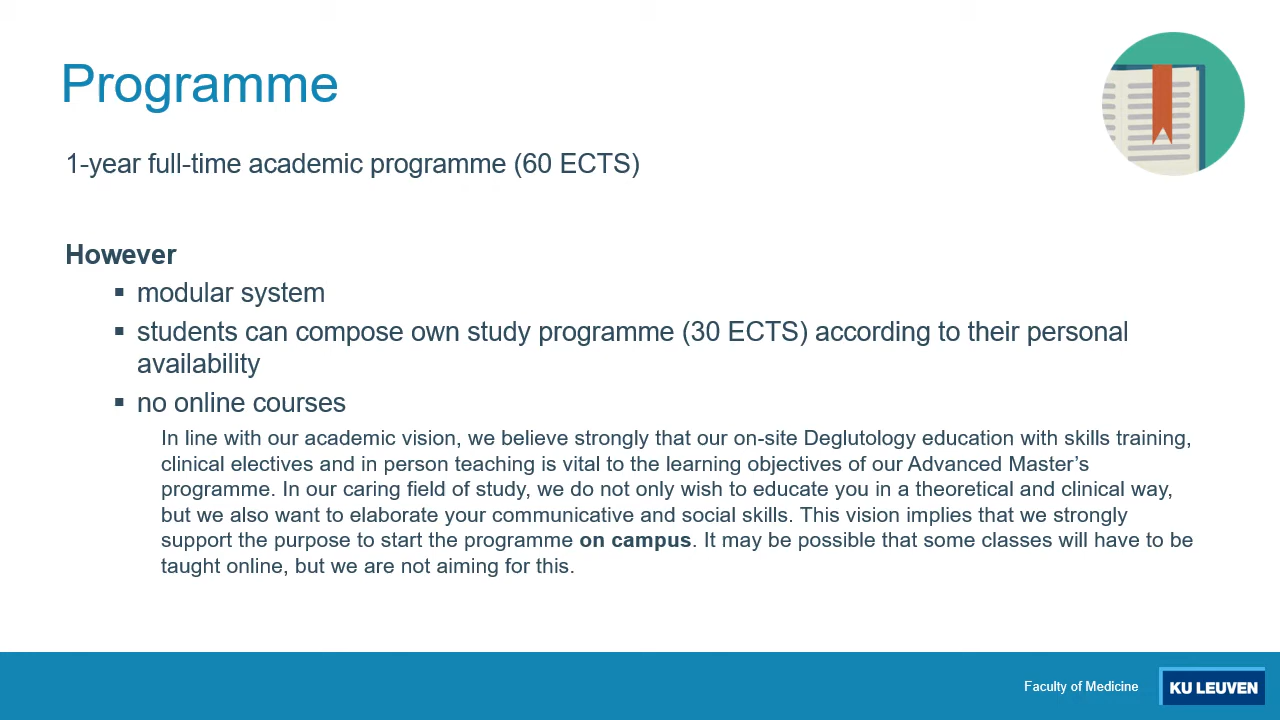 Programme
1-year full-time academic programme (60 ECTS)
However
▪ modular system
▪ students can compose own study programme (30 ECTS) according to their personal
availability
▪ no online courses
In line with our academic vision, we believe strongly that our on-site Deglutology education with skills training,
clinical electives and in person teaching is vital to the learning objectives of our Advanced Master's
programme. In our caring field of study, we do not only wish to educate you in a theoretical and clinical way,
but we also want to elaborate your communicative and social skills. This vision implies that we strongly
support the purpose to start the programme on campus. It may be possible that some classes will have to be
taught online, but we are not aiming for this.
Faculty of Medicine
KU LEUVEN